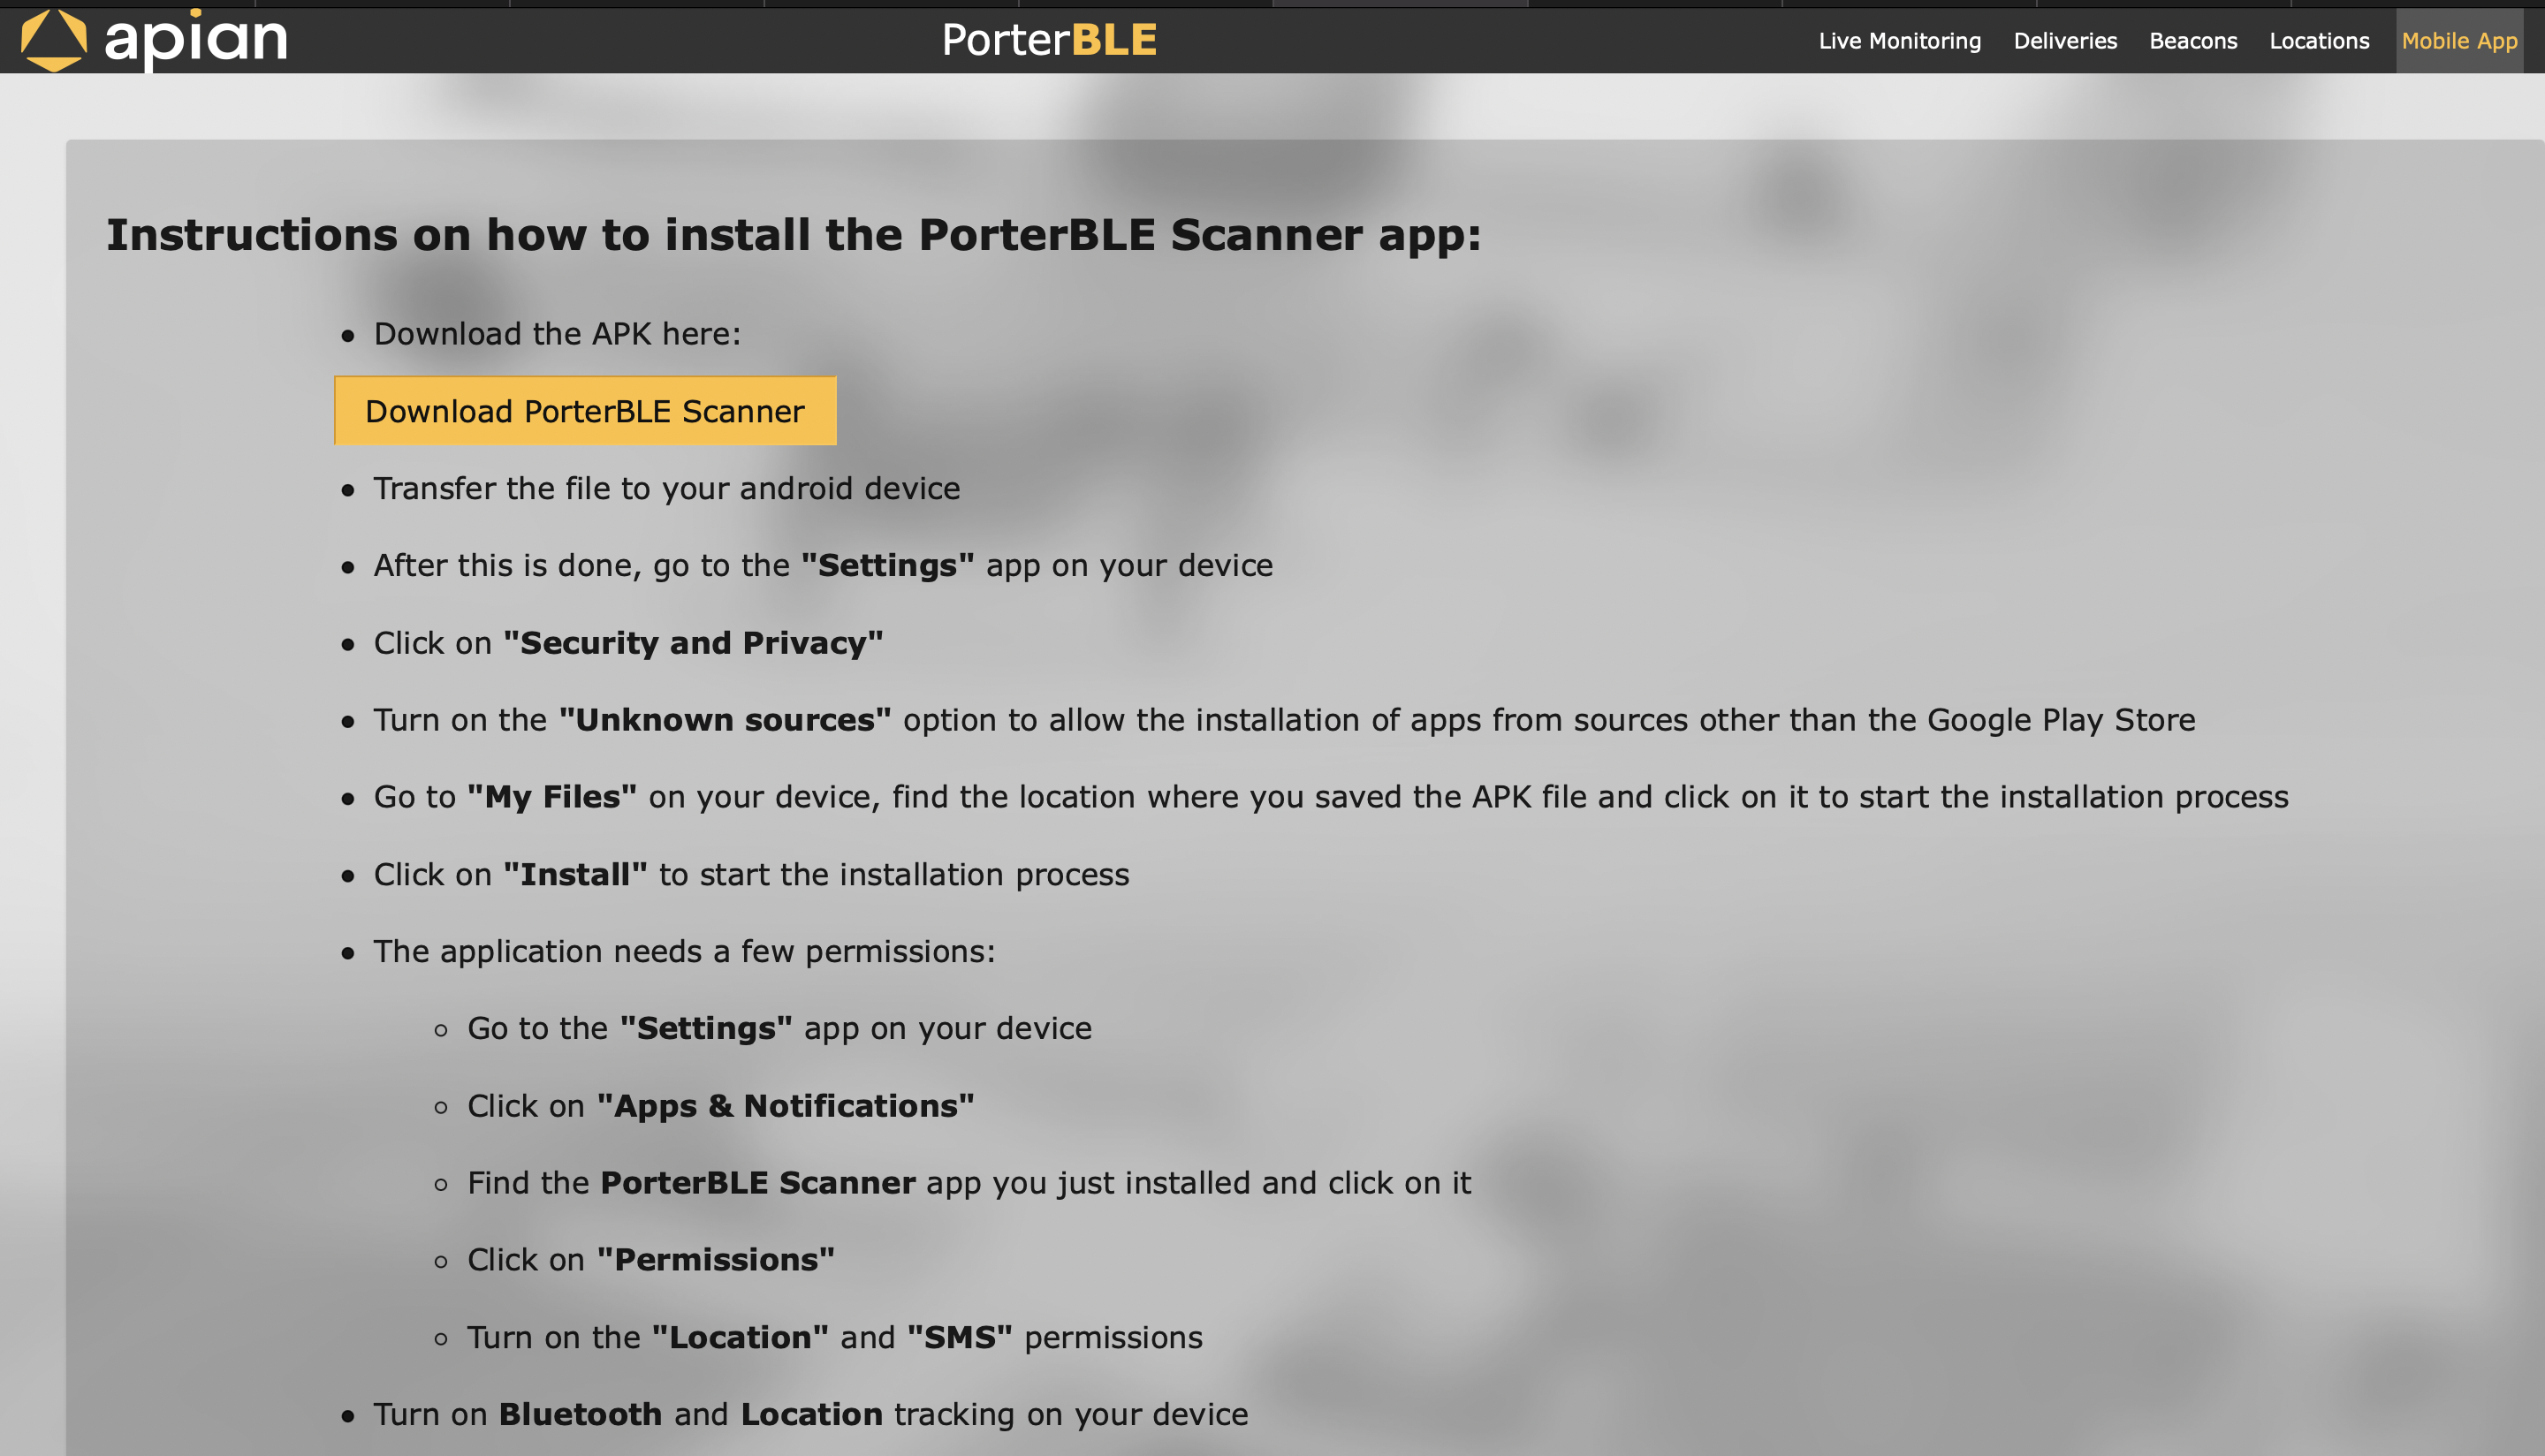 apian
PorterBLE
Live Monitoring Deliveries Beacons Locations Mobile App
Instructions on how to install the PorterBLE Scanner app:
• Download the APK here:
Download PorterBLE Scanner
• Transfer the file to your android device
• After this is done, go to the "Settings" app on your device
• Click on "Security and Privacy"
• Turn on the "Unknown sources" option to allow the installation of apps from sources other than the Google Play Store
• Go to "My Files" on your device, find the location where you saved the APK file and click on it to start the installation process
• Click on "Install" to start the installation process
• The application needs a few permissions:
◦ Go to the "Settings" app on your device
◦ Click on "Apps & Notifications"
◦ Find the PorterBLE Scanner app you just installed and click on it
◦ Click on "Permissions"
◦ Turn on the "Location" and "SMS" permissions
• Turn on Bluetooth and Location tracking on your device